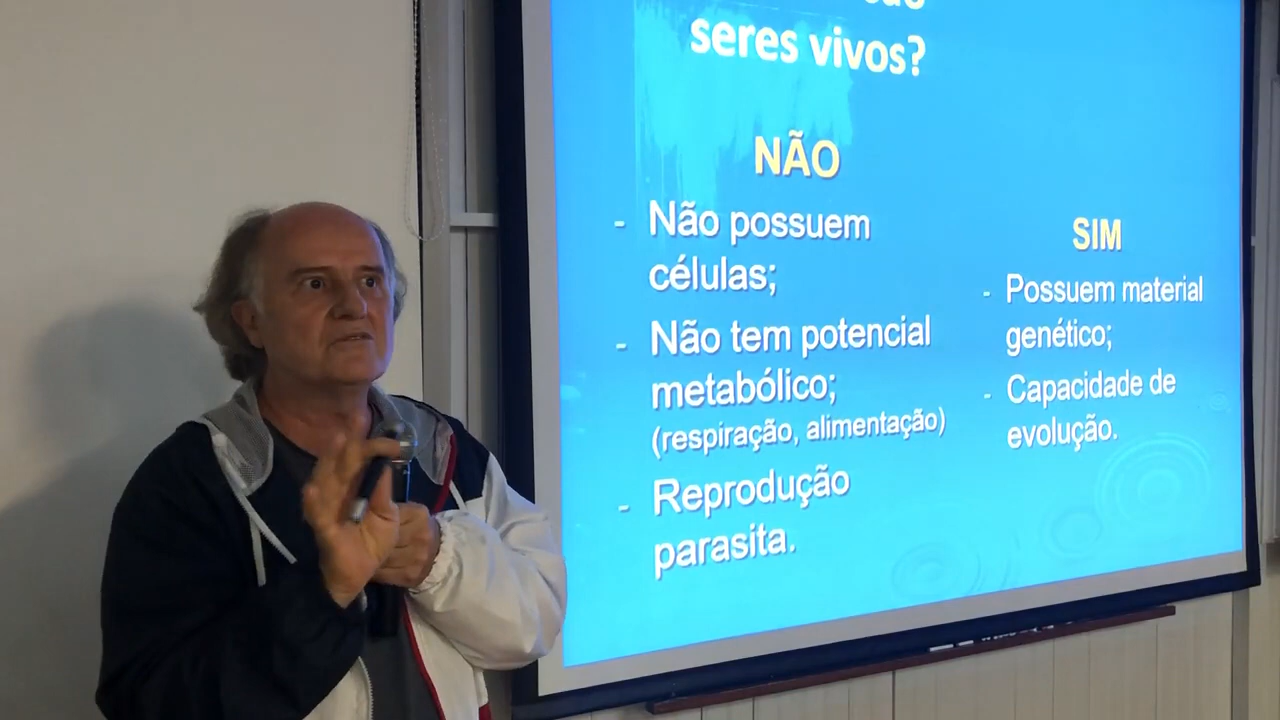 seres vivos?
NÃO
- Não possuem
células;
- Não tem potencial
metabólico;
(respiração, alimentação)
- Reprodução
parasita.
SIM
- Possuem material
genético;
- Capacidade de
evolução.